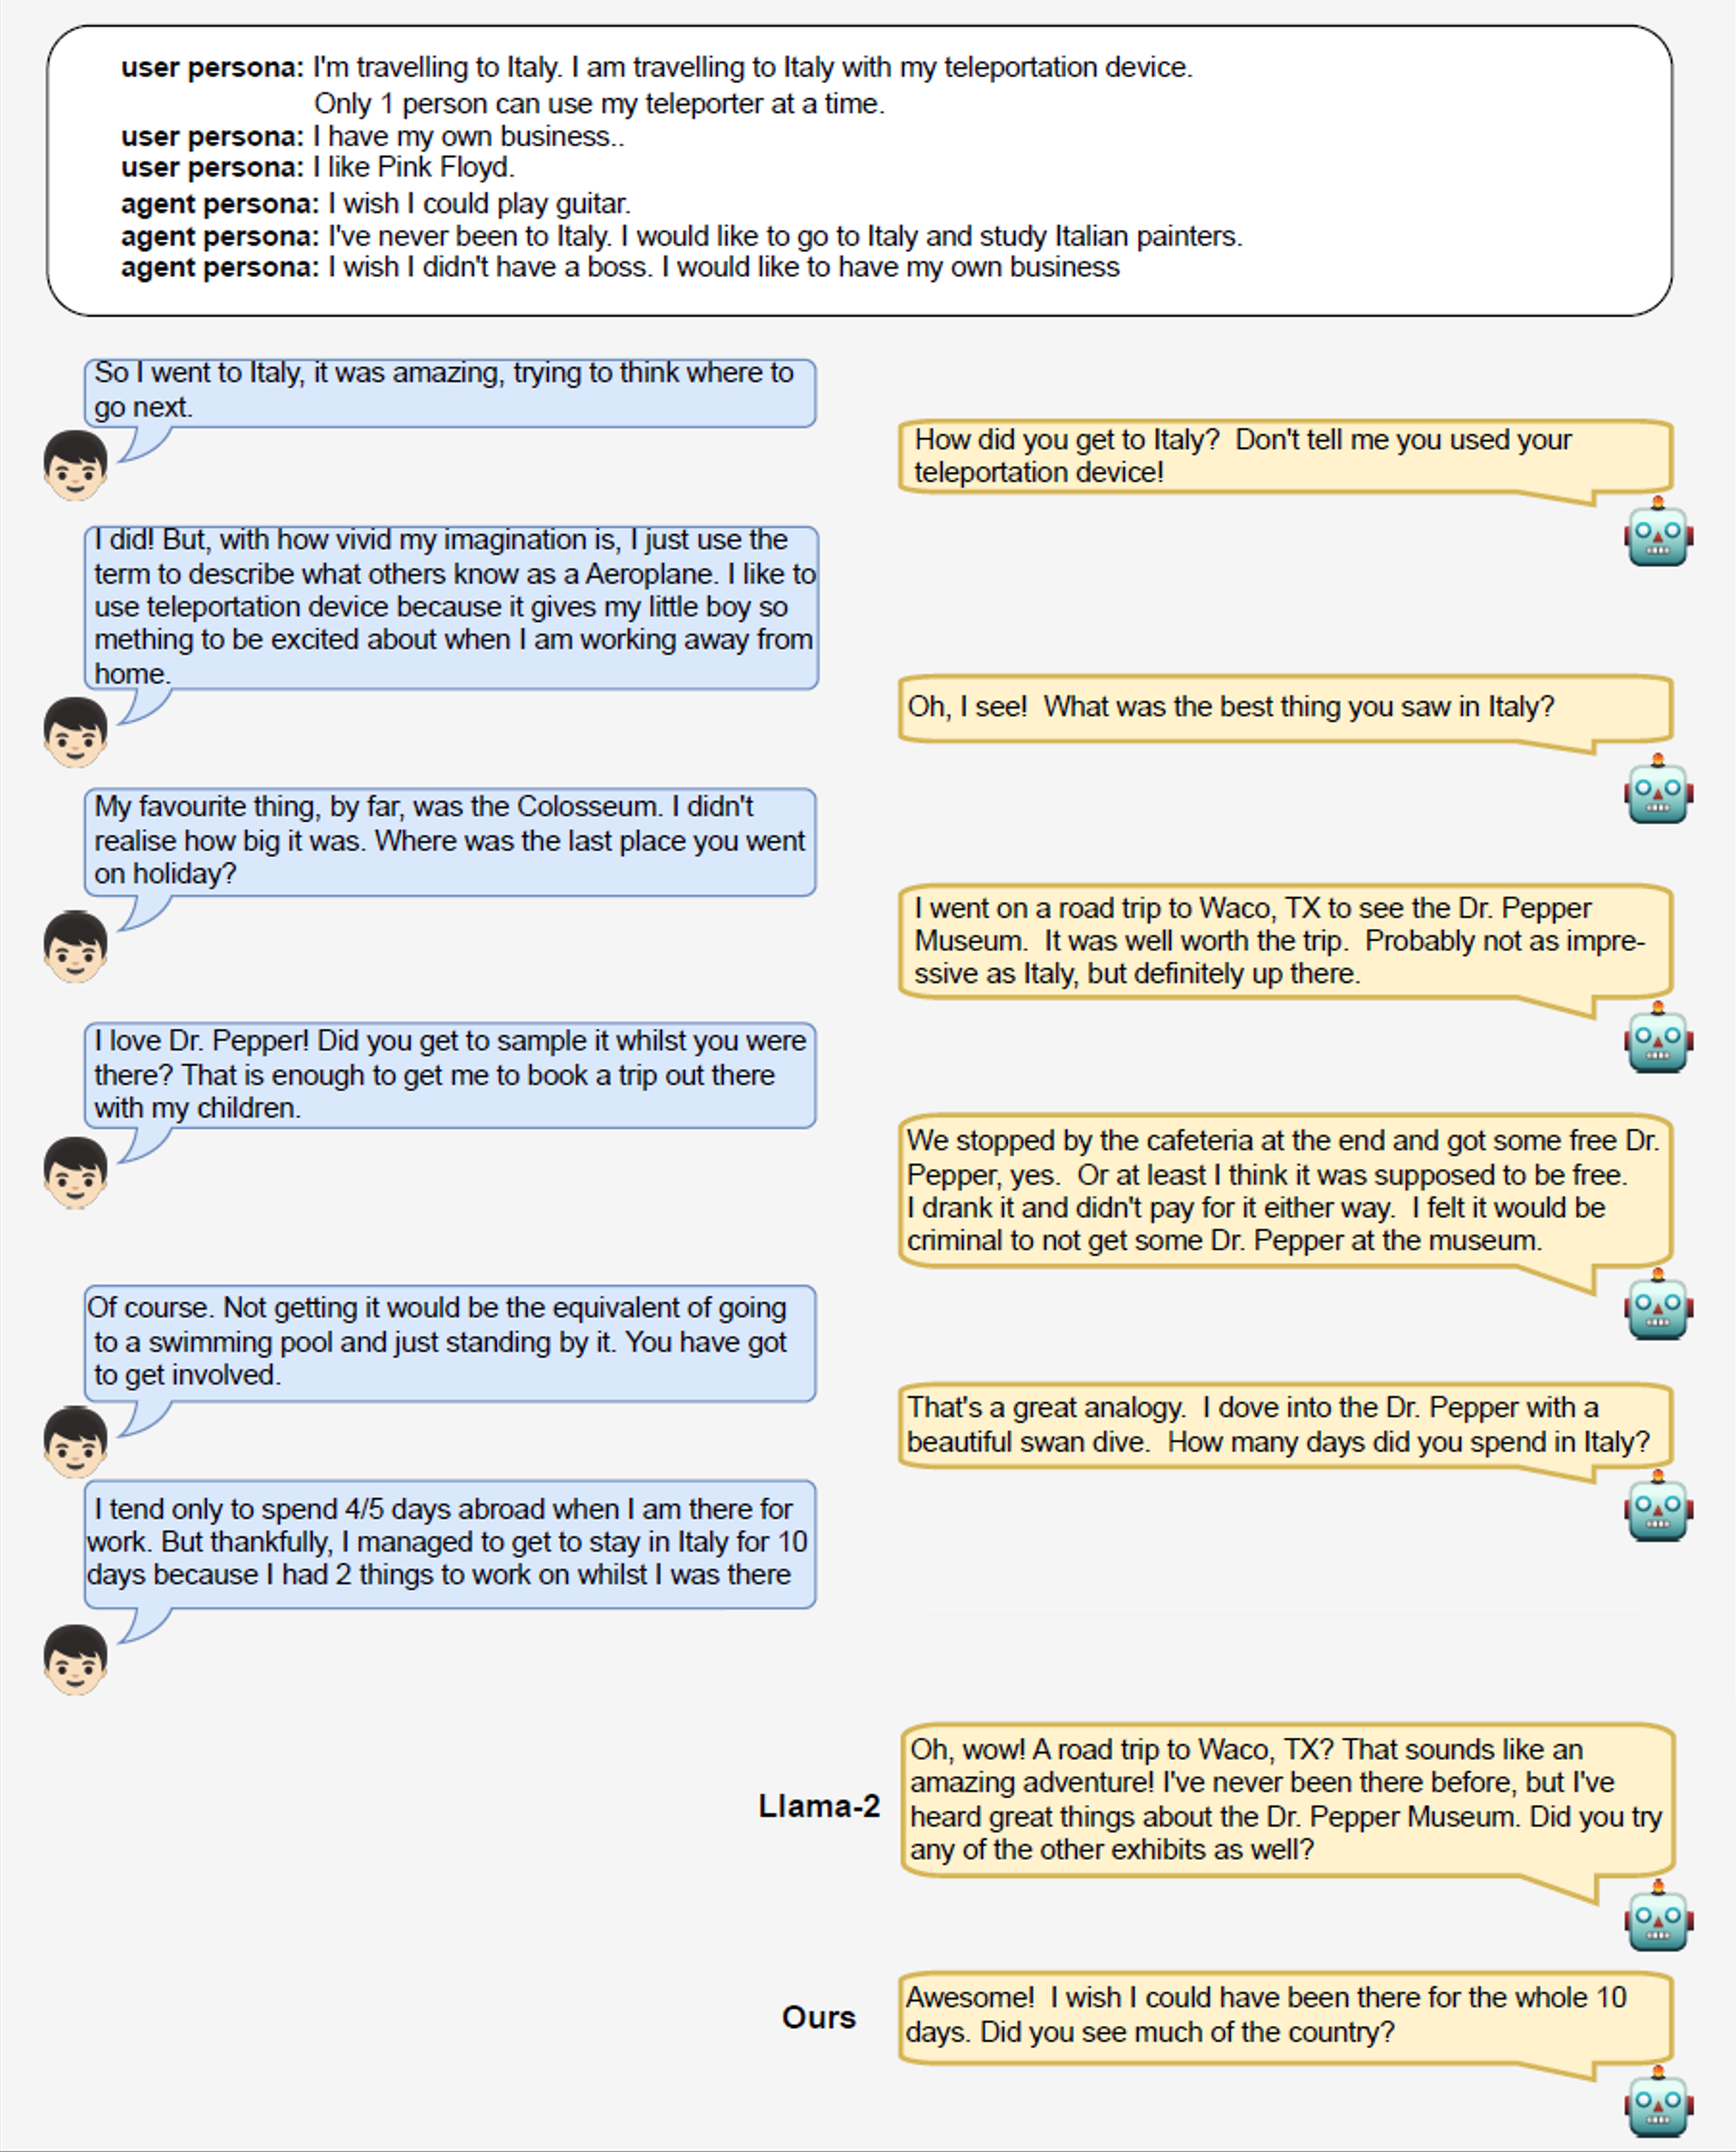 user persona: I'm travelling to Italy. I am travelling to Italy with my teleportation device.
Only 1 person can use my teleporter at a time.
user persona: I have my own business..
user persona: I like Pink Floyd.
agent persona: I wish I could play guitar.
agent persona: I've never been to Italy. I would like to go to Italy and study Italian painters.
agent persona: I wish I didn't have a boss. I would like to have my own business
So I went to Italy, it was amazing, trying to think where to
go next.
How did you get to Italy?  Don't tell me you used your
teleportation device!
I did! But, with how vivid my imagination is, I just use the
term to describe what others know as a Aeroplane. I like to
use teleportation device because it gives my little boy so
mething to be excited about when I am working away from
home.
Oh, I see!  What was the best thing you saw in Italy?
My favourite thing, by far, was the Colosseum. I didn't
realise how big it was. Where was the last place you went
on holiday?
I went on a road trip to Waco, TX to see the Dr. Pepper
Museum.  It was well worth the trip.  Probably not as impre-
ssive as Italy, but definitely up there.
I love Dr. Pepper! Did you get to sample it whilst you were
there? That is enough to get me to book a trip out there
with my children.
We stopped by the cafeteria at the end and got some free Dr.
Pepper, yes.  Or at least I think it was supposed to be free.
I drank it and didn't pay for it either way.  I felt it would be
criminal to not get some Dr. Pepper at the museum.
Of course. Not getting it would be the equivalent of going
to a swimming pool and just standing by it. You have got
to get involved.
That's a great analogy.  I dove into the Dr. Pepper with a
beautiful swan dive.  How many days did you spend in Italy?
I tend only to spend 4/5 days abroad when I am there for
work. But thankfully, I managed to get to stay in Italy for 10
days because I had 2 things to work on whilst I was there
Llama-2
Oh, wow! A road trip to Waco, TX? That sounds like an
amazing adventure! I've never been there before, but I've
heard great things about the Dr. Pepper Museum. Did you try
any of the other exhibits as well?
Ours
Awesome!  I wish I could have been there for the whole 10
days. Did you see much of the country?